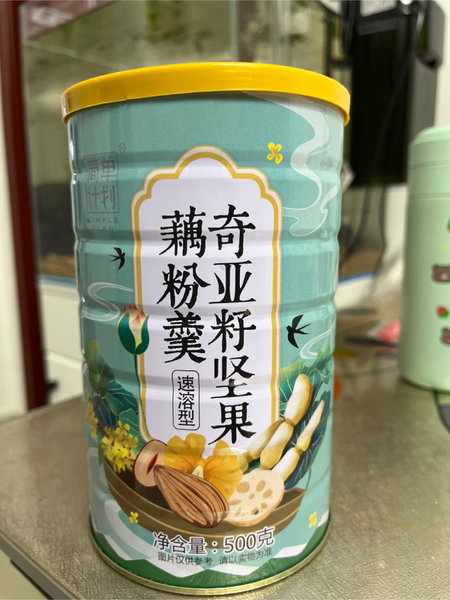 简单®
计划
SIMPLE
奇亚籽坚果
藕粉羹
速溶型
净含量：500克
图片仅供参考 请以实物为准